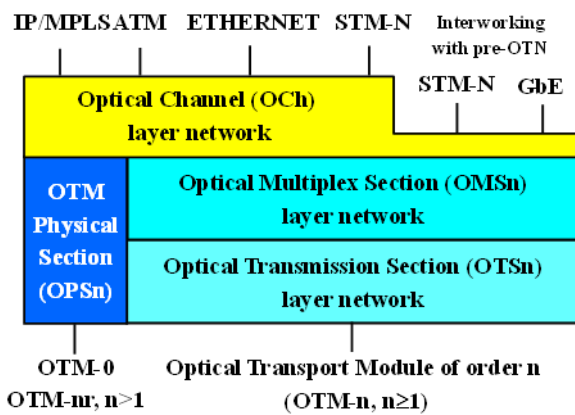 IP/MPLSATM ETHERNET STM-N
Interworking
with pre-OTN
STM-N GbE
Optical Channel (OCh)
layer network
OTM
Physical
Section
(OPSn)
Optical Multiplex Section (OMSn)
layer network
Optical Transmission Section (OTSn)
layer network
OTM-0
OTM-nr, n>1
Optical Transport Module of order n
(OTM-n, n≥1)